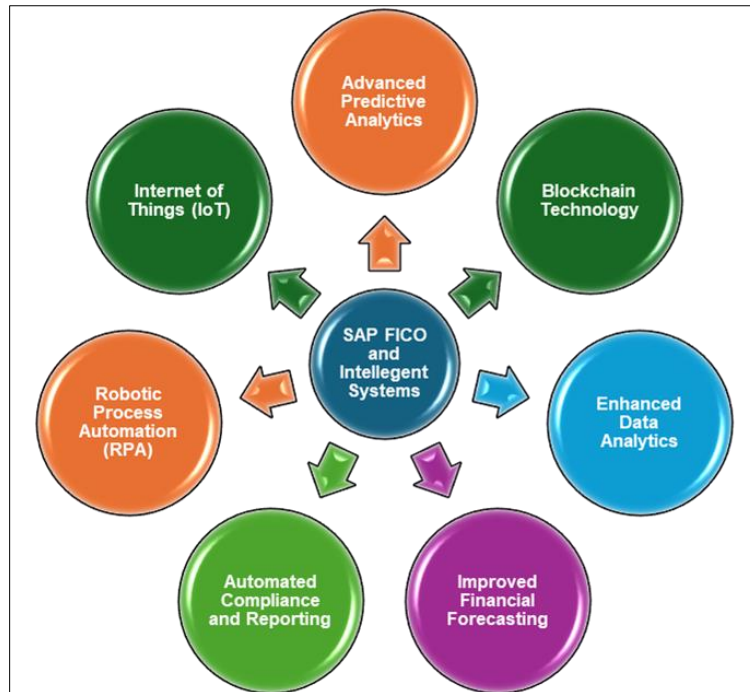 Advanced
Predictive
Analytics
Internet of
Things (IoT)
Blockchain
Technology
SAP FICO
and
Intellegent
Systems
Robotic
Process
Automation
(RPA)
Enhanced
Data
Analytics
Automated
Compliance
and Reporting
Improved
Financial
Forecasting